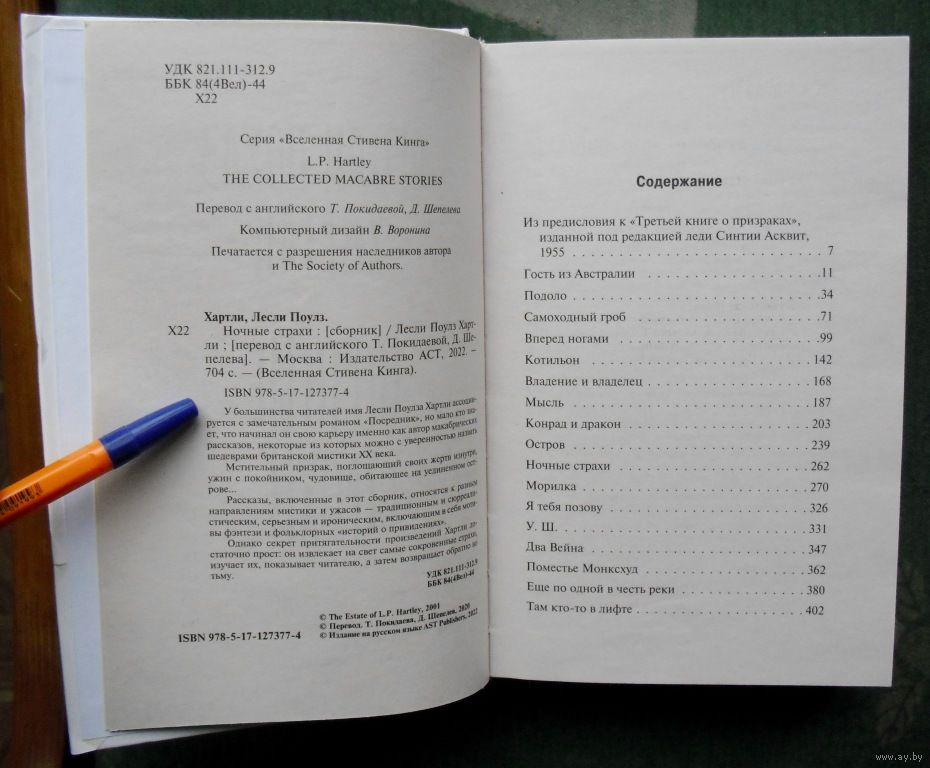 УДК 821.111-312.9
ББК 84(4Вел)-44
Х22
Серия «Вселенная Стивена Кинга»
L.P. Hartley
THE COLLECTED MACABRE STORIES
Перевод с английского Т. Покидаевой, Д. Шепелева
Компьютерный дизайн В. Воронина
Печатается с разрешения наследников автора
и The Society of Authors.
Хартли, Лесли Поулз.
Х22 Ночные страхи : [сборник] / Лесли Поулз Харт-
ли ; [перевод с английского Т. Покидаевой, Д. Ше-
пелева]. — Москва : Издательство АСТ, 2022. –
704 с. — (Вселенная Стивена Кинга).
ISBN 978-5-17-127377-4
У большинства читателей имя Лесли Поулза Хартли ассоции-
руется с замечательным романом «Посредник», но мало кто зна-
ет, что начинал он свою карьеру именно как автор макабрических
рассказов, некоторые из которых можно с уверенностью назвать
шедеврами британской мистики XX века.
Мстительный призрак, поглощающий своих жертв изнутри,
ужин с покойником, чудовище, обитающее на уединенном ост-
рове...
Рассказы, включенные в этот сборник, относятся к разным
направлениям мистики и ужасов — традиционным и сюрреали-
стическим, серьезным и ироническим, включающим в себя моти-
вы фэнтези и фольклорных «историй о привидениях».
Однако секрет притягательности произведений Хартли до-
статочно прост: он извлекает на свет самые сокровенные страхи,
изучает их, показывает читателю, а затем возвращает обратно во
тьму.
УДК 821.111-312.9
ББК 84(4Вел)-44
© The Estate of L.P. Hartley, 2001
© Перевод. Т. Покидаева, Д. Шепелев, 2020
ISBN 978-5-17-127377-4 © Издание на русском языке AST Publishers, 2022
Содержание
Из предисловия к «Третьей книге о призраках»,
изданной под редакцией леди Синтии Асквит,
1955 . . . . . . . . . . . . . . . . . . . . 7
Гость из Австралии . . . . . . . . . . . . . .11
Подоло . . . . . . . . . . . . . . . . . . . .34
Самоходный гроб . . . . . . . . . . . . . . .71
Вперед ногами . . . . . . . . . . . . . . . .99
Котильон . . . . . . . . . . . . . . . . . . 142
Владение и владелец . . . . . . . . . . . . . 168
Мысль . . . . . . . . . . . . . . . . . . . 187
Конрад и дракон . . . . . . . . . . . . . . . 203
Остров . . . . . . . . . . . . . . . . . . . 239
Ночные страхи . . . . . . . . . . . . . . . 262
Морилка . . . . . . . . . . . . . . . . . . 270
Я тебя позову . . . . . . . . . . . . . . . . 326
У. Ш. . . . . . . . . . . . . . . . . . . . 331
Два Вейна . . . . . . . . . . . . . . . . . 347
Поместье Монксхуд . . . . . . . . . . . . . 362
Еще по одной в честь реки . . . . . . . . . . 380
Там кто-то в лифте . . . . . . . . . . . . . . 402
www.ay.by